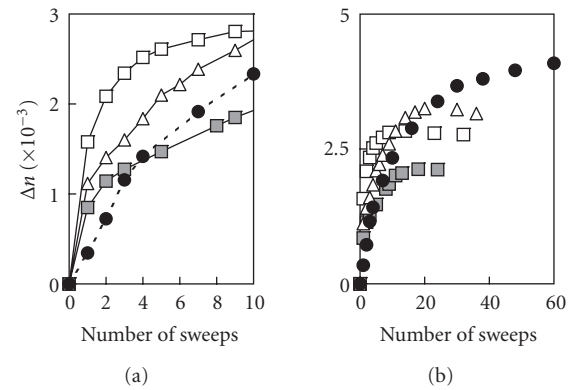 3
2
1
0
Δn (×10⁻³)
0 2 4 6 8 10
Number of sweeps
(a)
5
2.5
0
0 20 40 60
Number of sweeps
(b)